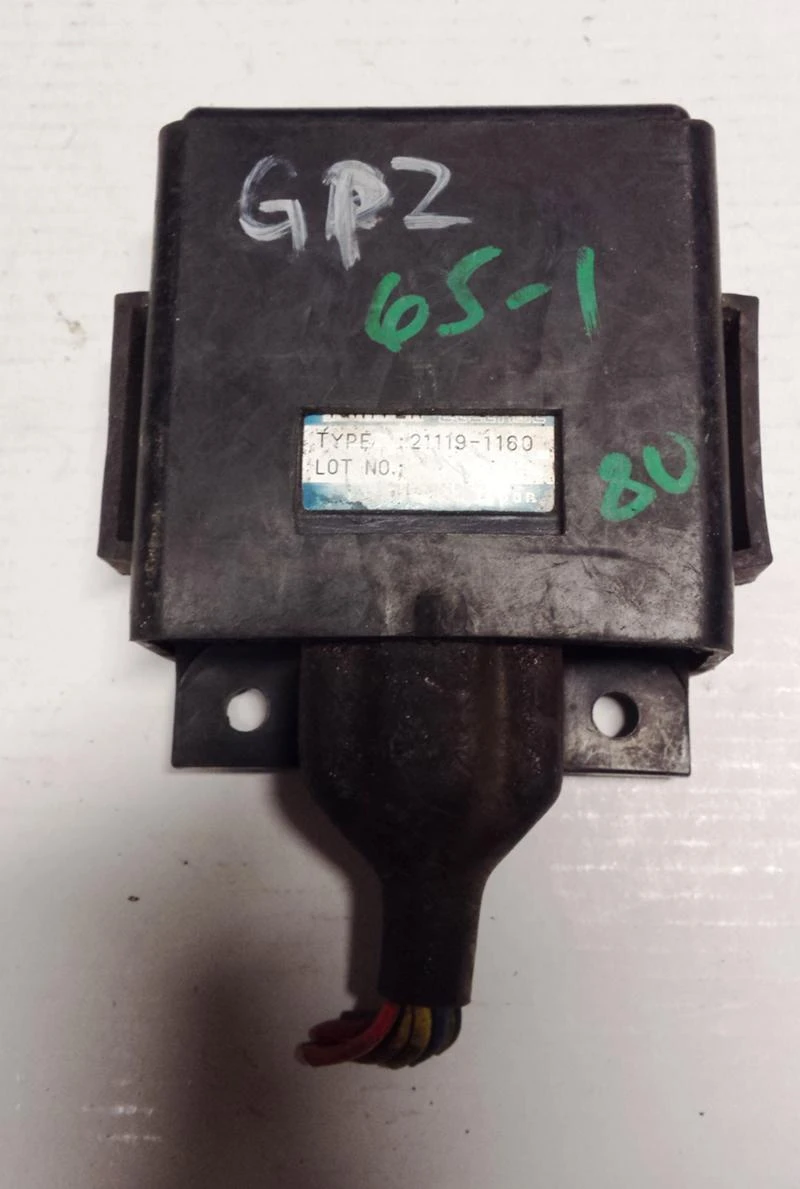 GPZ
65-1
TYPE : 21119-1160
LOT NO.:
80